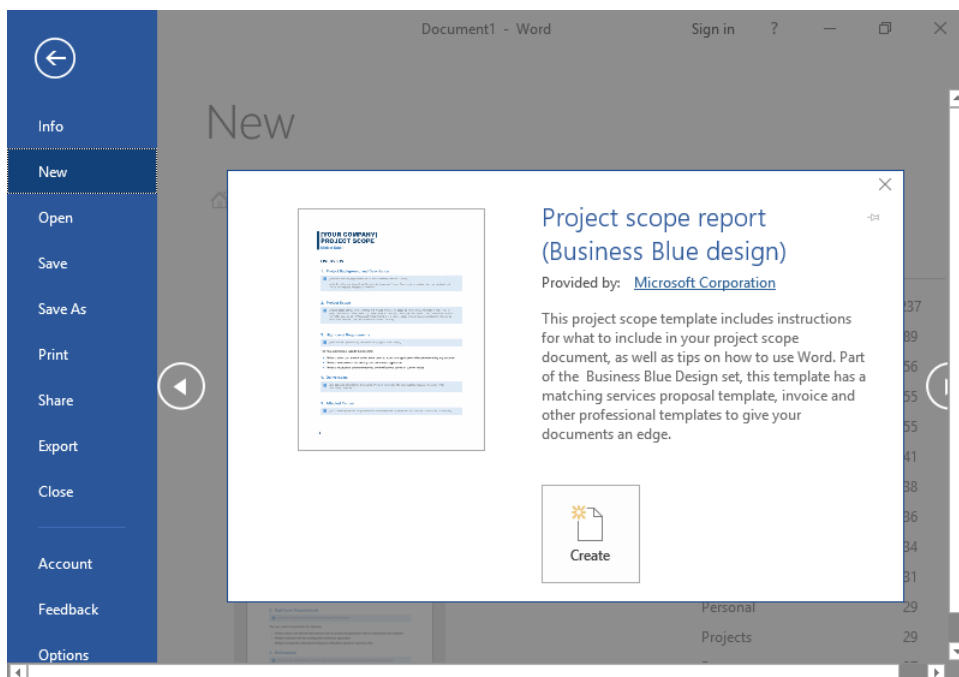 Document1 - Word
Sign in
?
Info
New
Open
Save
Save As
Print
Share
Export
Close
Account
Feedback
Options
New
Project scope report
(Business Blue design)
Provided by: Microsoft Corporation
This project scope template includes instructions
for what to include in your project scope
document, as well as tips on how to use Word. Part
of the Business Blue Design set, this template has a
matching services proposal template, invoice and
other professional templates to give your
documents an edge.
Create
[YOUR COMPANY]
PROJECT SCOPE
237
89
56
55
55
41
38
36
34
31
Personal 29
Projects 29